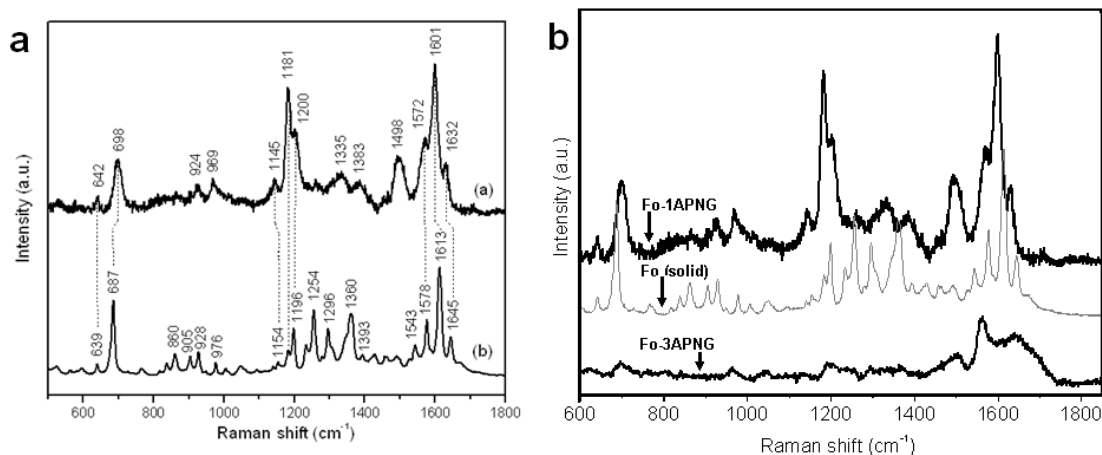 a
Intensity (a.u.)
642
698
924
969
1145
1181
1200
1335
1383
1498
1572
1601
1632
(a)
639
687
860
905
928
976
1154
1196
1254
1296
1360
1393
1543
1578
1613
1645
(b)
600 800 1000 1200 1400 1600 1800
Raman shift (cm-1)
b
Intensity (a.u.)
Fo-1APNG
Fo (solid)
Fo-3APNG
600 800 1000 1200 1400 1600 1800
Raman shift (cm-1)